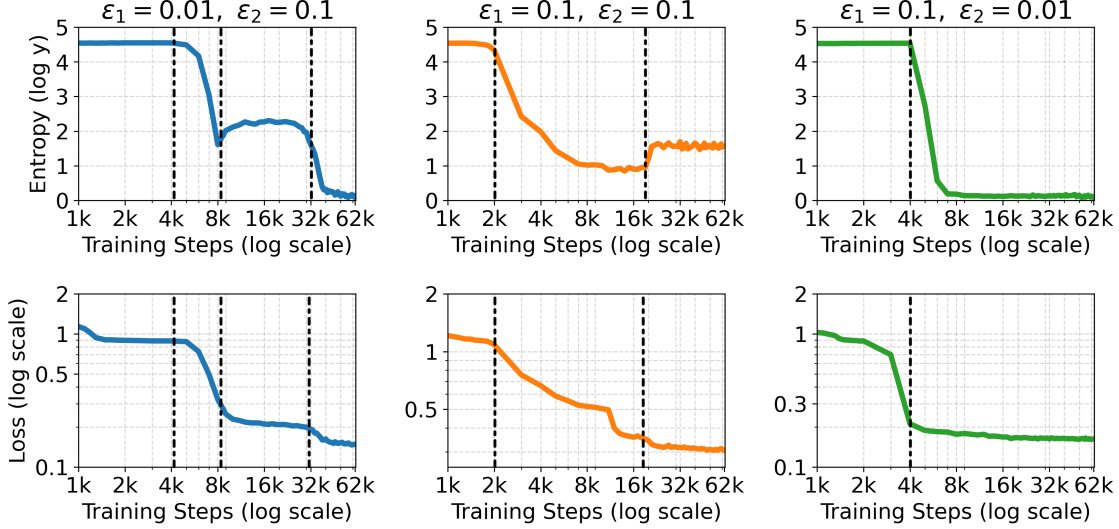 ε₁ = 0.01, ε₂ = 0.1
ε₁ = 0.1, ε₂ = 0.1
ε₁ = 0.1, ε₂ = 0.01
Entropy (log y)
5
4
3
2
1
0
1k 2k 4k 8k 16k 32k 62k
Training Steps (log scale)
5
4
3
2
1
0
1k 2k 4k 8k 16k 32k 62k
Training Steps (log scale)
5
4
3
2
1
0
1k 2k 4k 8k 16k 32k 62k
Training Steps (log scale)
Loss (log scale)
2
1
0.5
0.1
1k 2k 4k 8k 16k 32k 62k
Training Steps (log scale)
2
1
0.5
1k 2k 4k 8k 16k 32k 62k
Training Steps (log scale)
2
1
0.3
0.1
1k 2k 4k 8k 16k 32k 62k
Training Steps (log scale)